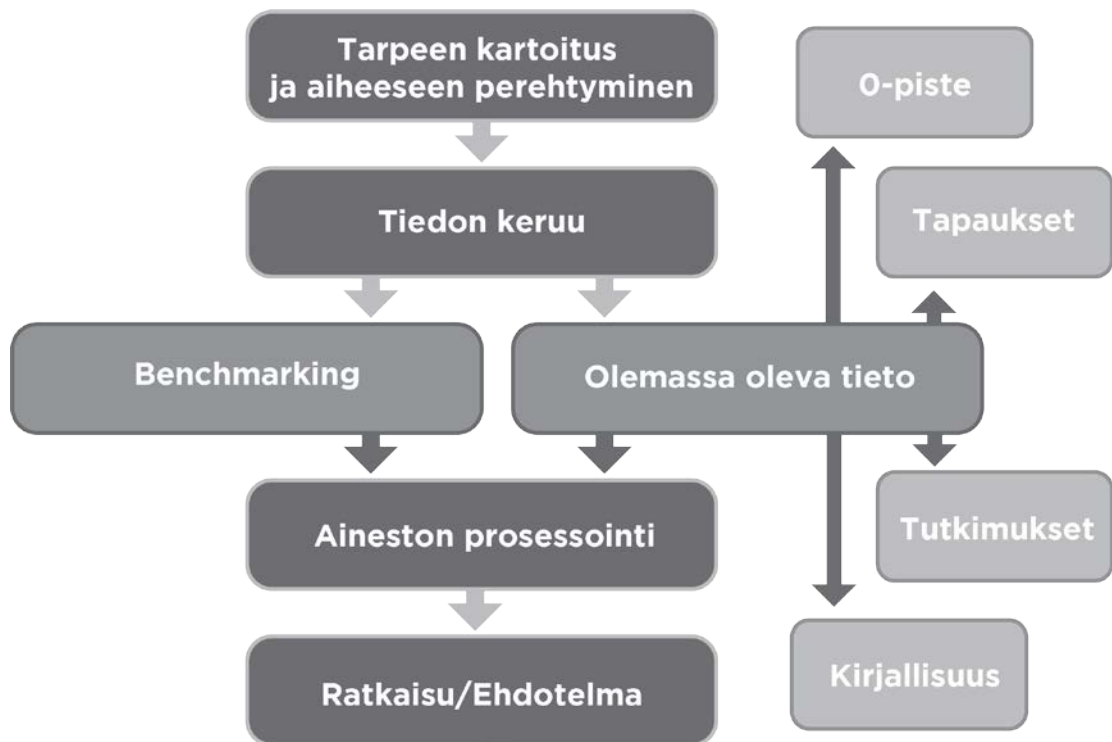 Tarpeen kartoitus
ja aiheeseen perehtyminen
0-piste
Tiedon keruu
Tapaukset
Benchmarking
Olemassa oleva tieto
Aineston prosessointi
Tutkimukset
Ratkaisu/Ehdotelma
Kirjallisuus